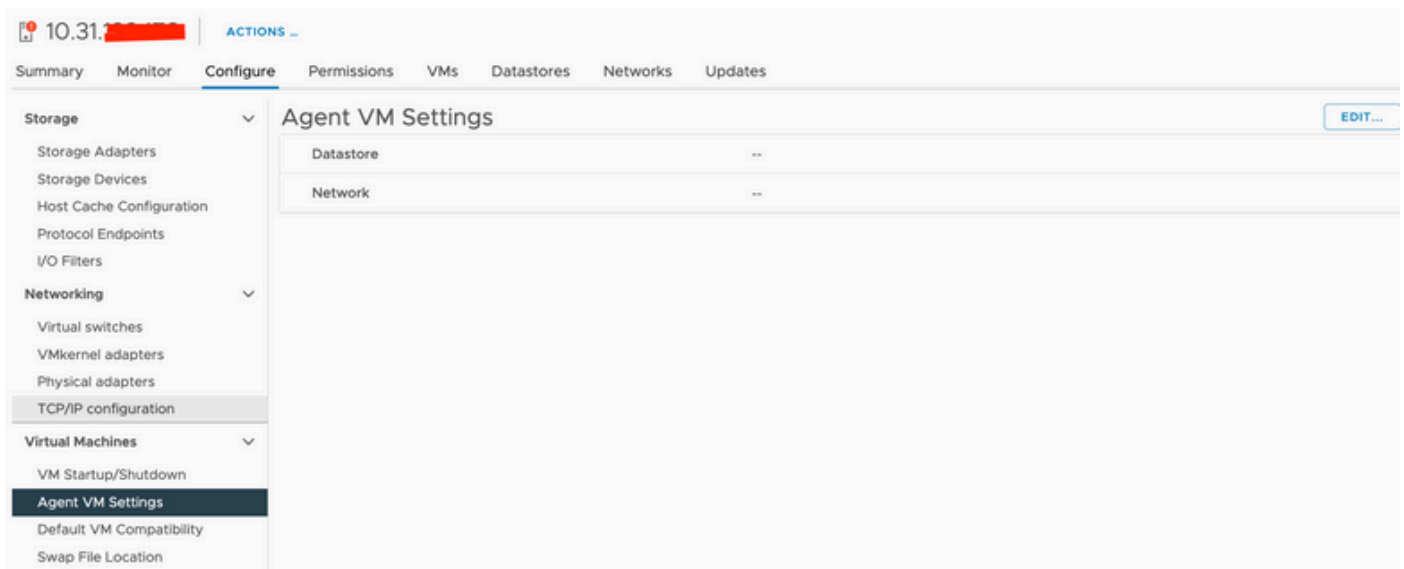 10.31. ACTIONS ...
Summary Monitor Configure Permissions VMs Datastores Networks Updates
Storage
Storage Adapters
Storage Devices
Host Cache Configuration
Protocol Endpoints
I/O Filters
Networking
Virtual switches
VMkernel adapters
Physical adapters
TCP/IP configuration
Virtual Machines
VM Startup/Shutdown
Agent VM Settings
Default VM Compatibility
Swap File Location
Agent VM Settings EDIT...
Datastore --
Network --